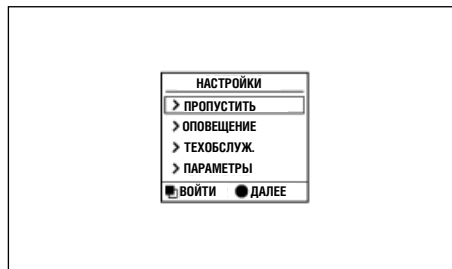 НАСТРОЙКИ
ПРОПУСТИТЬ
ОПОВЕЩЕНИЕ
ТЕХОБСЛУЖ.
ПАРАМЕТРЫ
ВОЙТИ ДАЛЕЕ